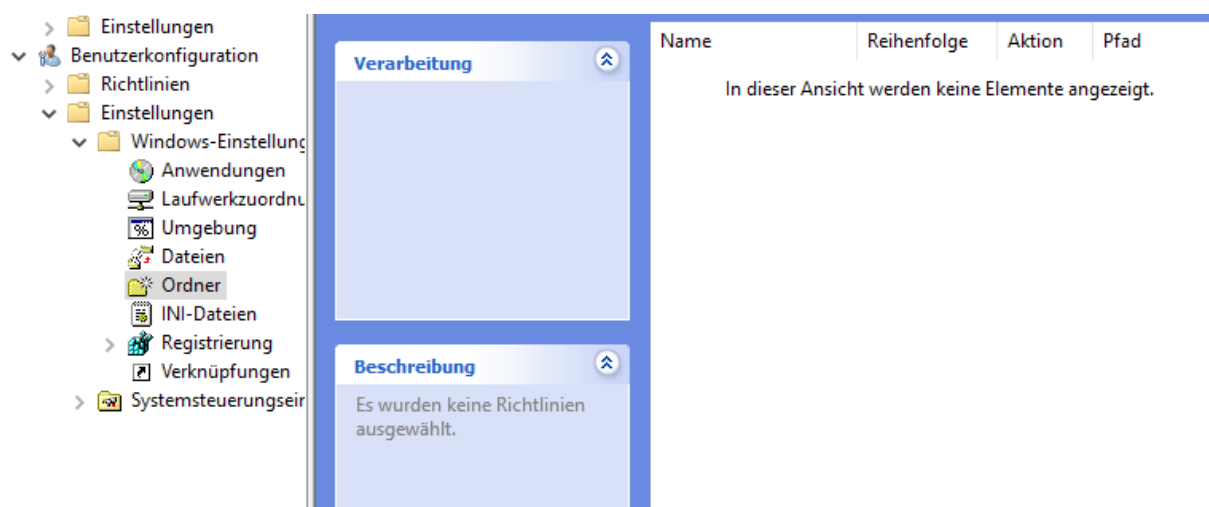 Einstellungen
Benutzerkonfiguration
Richtlinien
Einstellungen
Windows-Einstellung
Anwendungen
Laufwerkzuordnu
Umgebung
Dateien
Ordner
INI-Dateien
Registrierung
Verknüpfungen
Systemsteuerungsein
Verarbeitung
Beschreibung
Es wurden keine Richtlinien
ausgewählt.
Name Reihenfolge Aktion Pfad
In dieser Ansicht werden keine Elemente angezeigt.